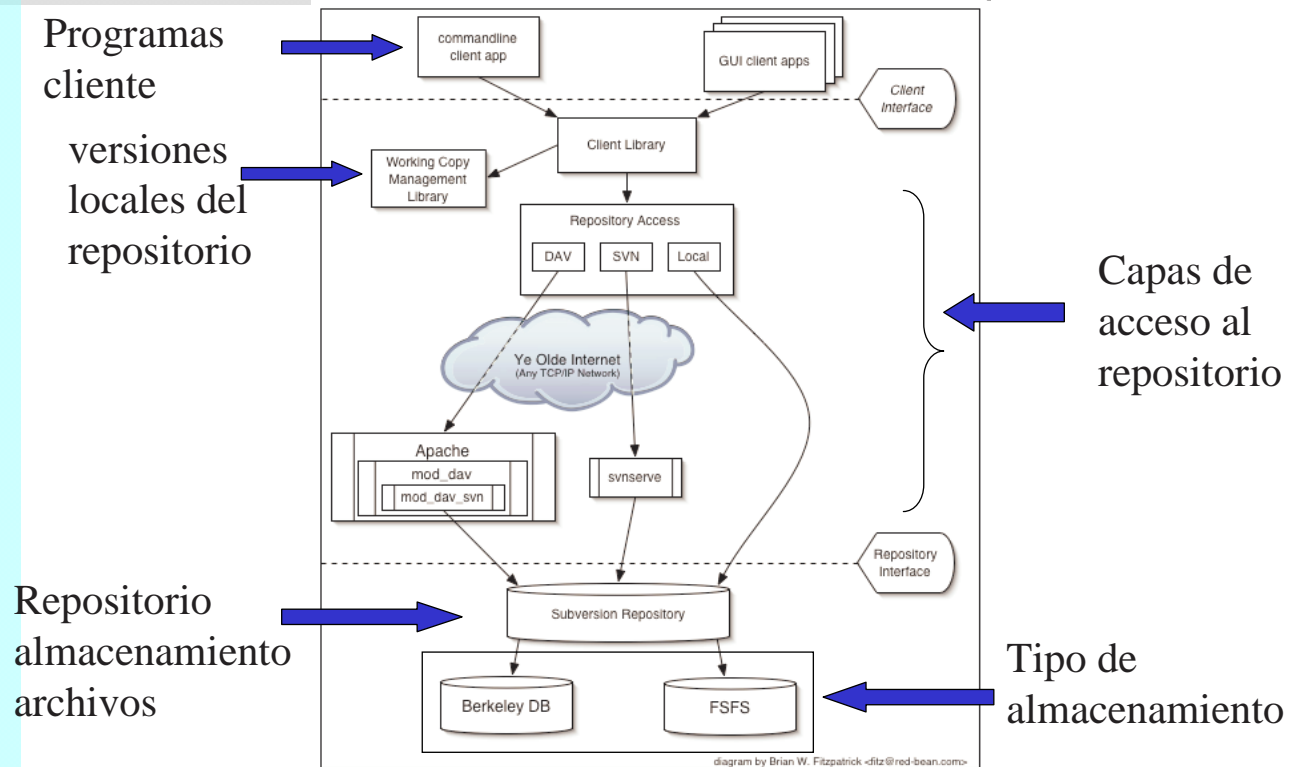 Programas
cliente
commandline
client app
GUI client apps
Client
Interface
versiones
locales del
repositorio
Client Library
Working Copy
Management
Library
Repository Access
DAV
SVN
Local
Capas de
acceso al
repositorio
Ye Olde Internet
(Any TCP/IP Network)
Apache
mod_dav
mod_dav_svn
svnserve
Repository
Interface
Repositorio
almacenamiento
archivos
Subversion Repository
Tipo de
almacenamiento
Berkeley DB
FSFS
diagram by Brian W. Fitzpatrick <fitz@red-bean.com>